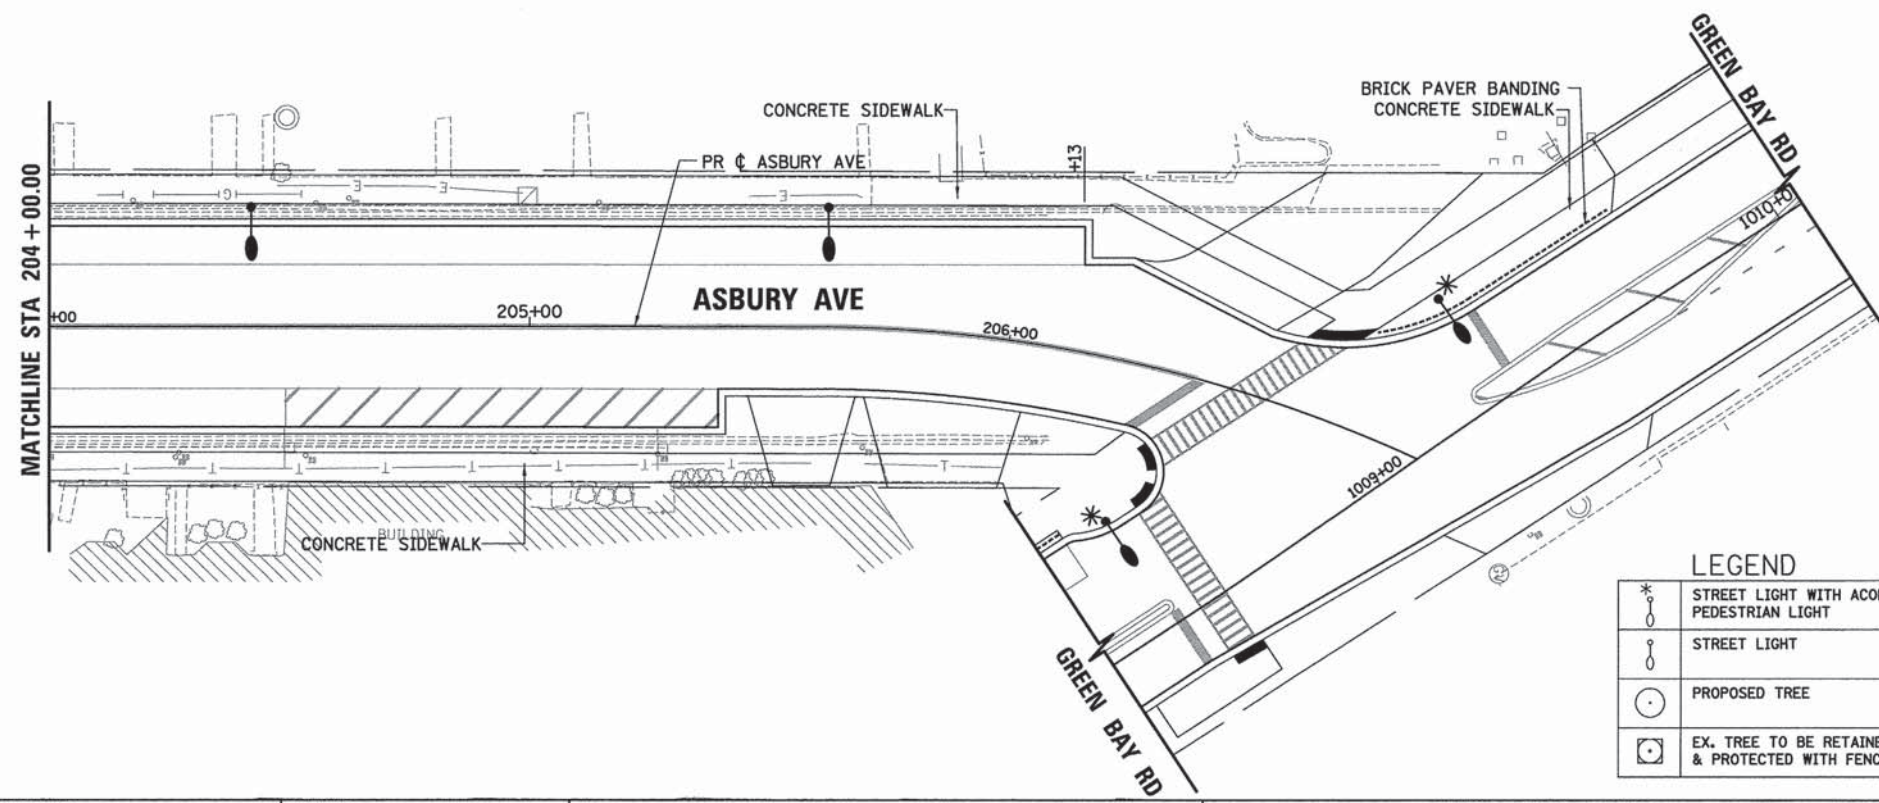 GREEN BAY RD
BRICK PAVER BANDING
CONCRETE SIDEWALK
CONCRETE SIDEWALK
+13
PR ℄ ASBURY AVE
MATCHLINE STA 204+00.00
G
E
E
E
1010+0
ASBURY AVE
+00
205+00
206+00
1009+00
T T T T T T T T
BUILDING
CONCRETE SIDEWALK
GREEN BAY RD
LEGEND
STREET LIGHT WITH ACO
PEDESTRIAN LIGHT
STREET LIGHT
PROPOSED TREE
EX. TREE TO BE RETAINE
& PROTECTED WITH FENC